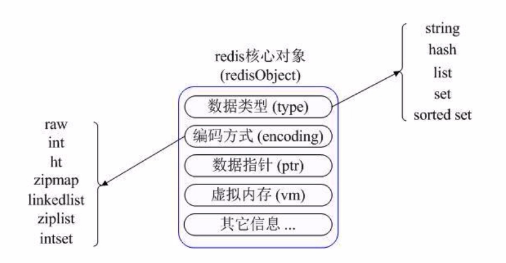 redis核心对象
(redisObject)
数据类型 (type)
编码方式 (encoding)
数据指针 (ptr)
虚拟内存 (vm)
其它信息 ...
string
hash
list
set
sorted set
raw
int
ht
zipmap
linkedlist
ziplist
intset